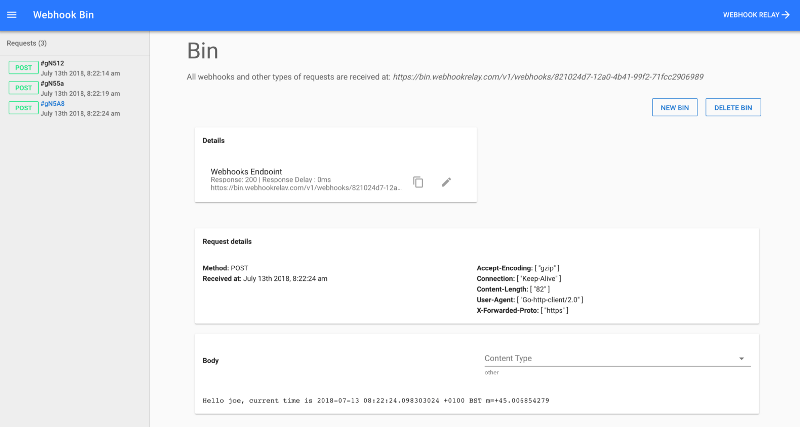 Webhook Bin
WEBHOOK RELAY
Requests (3)
POST
#gN512
July 13th 2018, 8:22:14 am
POST
#gN55a
July 13th 2018, 8:22:19 am
POST
#gN5A8
July 13th 2018, 8:22:24 am
Bin
All webhooks and other types of requests are received at: https://bin.webhookrelay.com/v1/webhooks/821024d7-12a0-4b41-99f2-71fcc2906989
NEW BIN
DELETE BIN
Details
Webhooks Endpoint
Response: 200 | Response Delay : 0ms
https://bin.webhookrelay.com/v1/webhooks/821024d7-12a...
Request details
Method: POST
Received at: July 13th 2018, 8:22:24 am
Accept-Encoding: [ "gzip" ]
Connection: [ "Keep-Alive" ]
Content-Length: [ "82" ]
User-Agent: [ "Go-http-client/2.0" ]
X-Forwarded-Proto: [ "https" ]
Body
Content Type
other
Hello joe, current time is 2018-07-13 08:22:24.098303024 +0100 BST m=+45.006854279